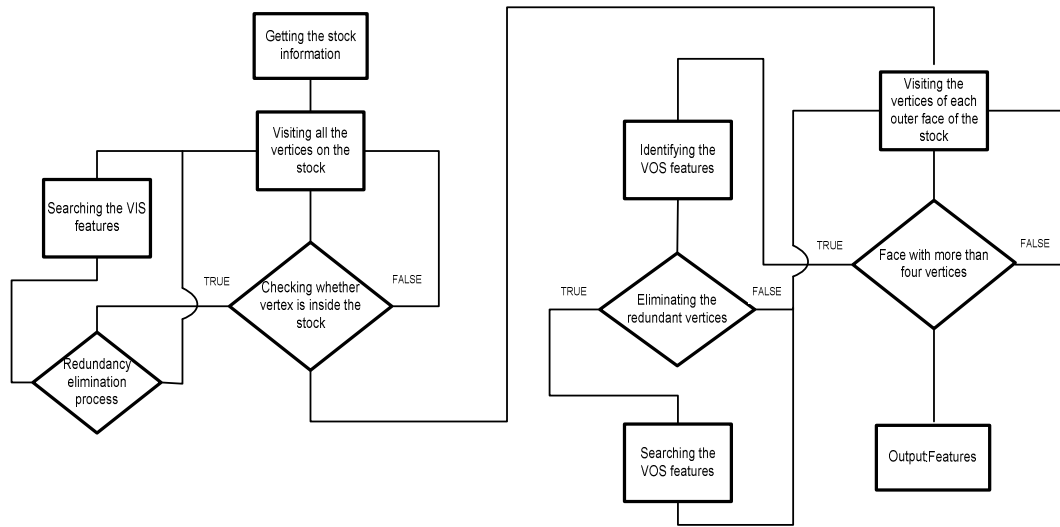 Getting the stock
information
Visiting all the
vertices on the
stock
Searching the VIS
features
TRUE
FALSE
Checking whether
vertex is inside the
stock
Redundancy
elimination
process
Identifying the
VOS features
TRUE
FALSE
Eliminating the
redundant vertices
Searching the
VOS features
Visiting the
vertices of each
outer face of the
stock
TRUE
FALSE
Face with more than
four vertices
Output:Features